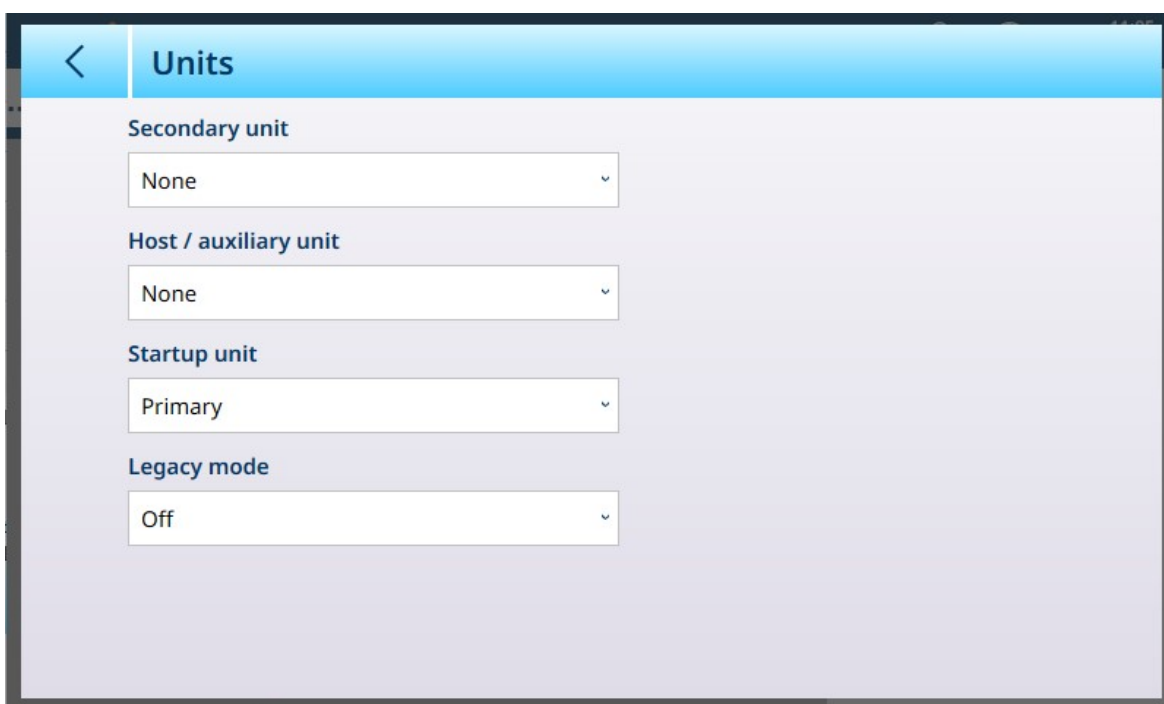 Units
Secondary unit
None
Host / auxiliary unit
None
Startup unit
Primary
Legacy mode
Off